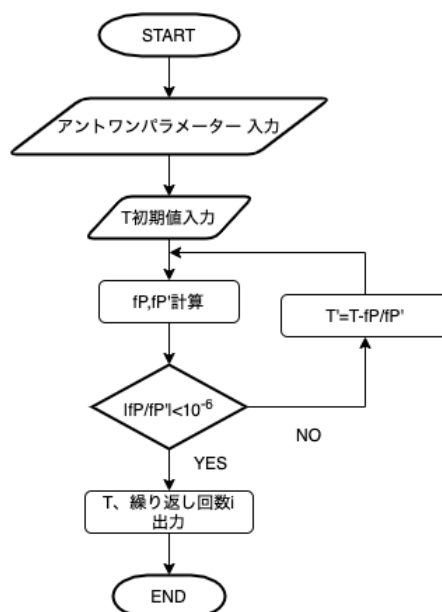 START
アントワンパラメーター 入力
T初期値入力
fP,fP'計算
T'=T-fP/fP'
|fP/fP'|<10⁻⁶
NO
YES
T、繰り返し回数i
出力
END